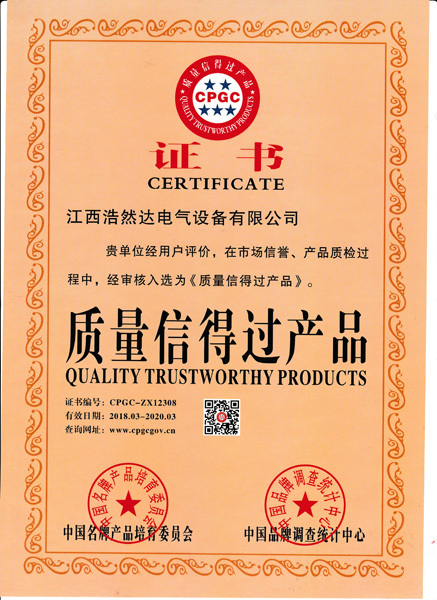 质量信得过产品
CPGC
QUALITY TRUSTWORTHY PRODUCTS
证书
CERTIFICATE
江西浩然达电气设备有限公司
贵单位经用户评价，在市场信誉、产品质检过
程中，经审核入选为《质量信得过产品》。
质量信得过产品
QUALITY TRUSTWORTHY PRODUCTS
证书编号：CPGC-ZX12308
有效日期：2018.03-2020.03
查询网址：www.cpgcgov.cn
中国名牌产品培育委员会
中国品牌调查统计中心
中国名牌产品培育委员会
中国品牌调查统计中心